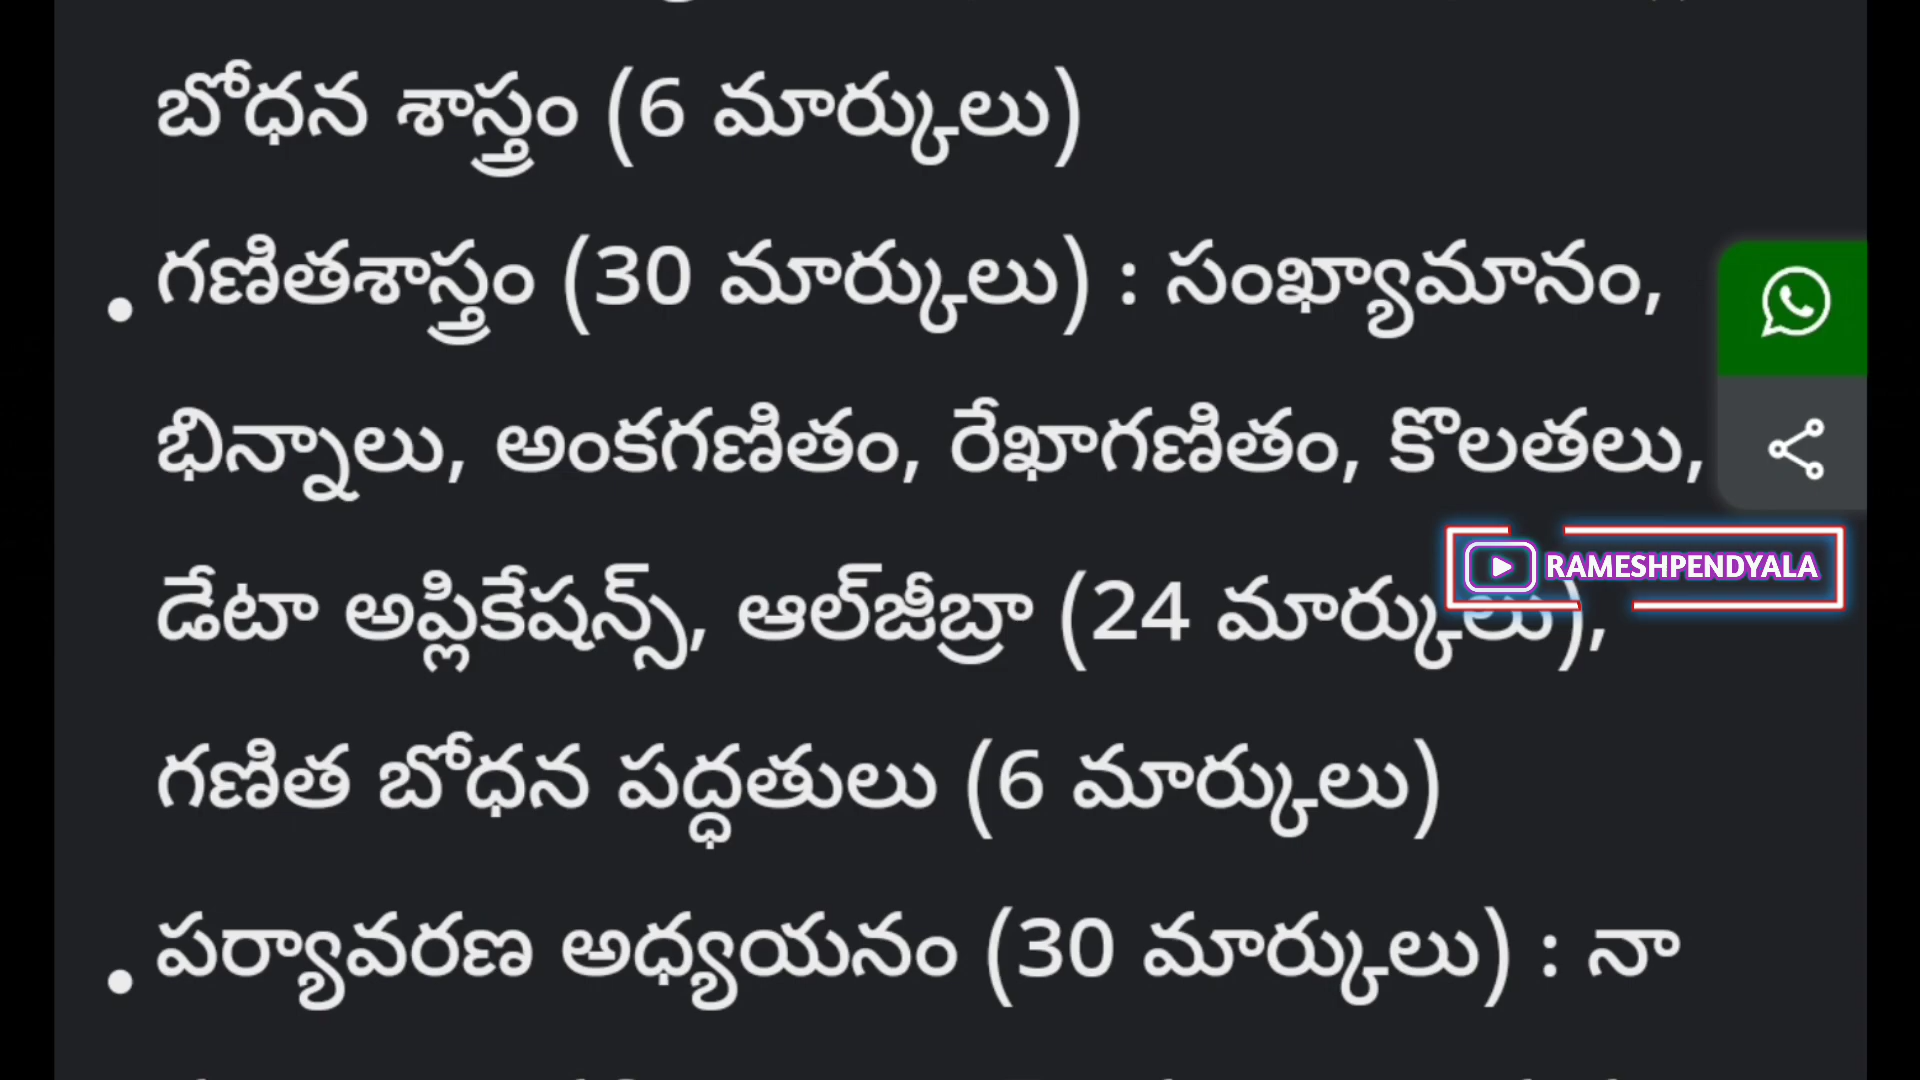 బోధన శాస్త్రం (6 మార్కులు)
గణితశాస్త్రం (30 మార్కులు) : సంఖ్యామానం,
భిన్నాలు, అంకగణితం, రేఖాగణితం, కొలతలు,
RAMESHPENDYALA
డేటా అప్లికేషన్స్, ఆల్‌జీబ్రా (24 మార్కులు),
గణిత బోధన పద్ధతులు (6 మార్కులు)
పర్యావరణ అధ్యయనం (30 మార్కులు) : నా